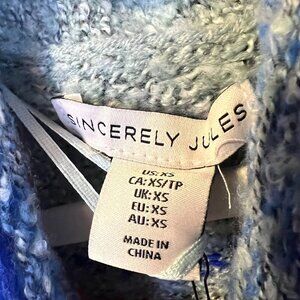 SINCERELY JULES
US: XS
CA: XS/TP
UK: XS
EU: XS
AU: XS
MADE IN
CHINA